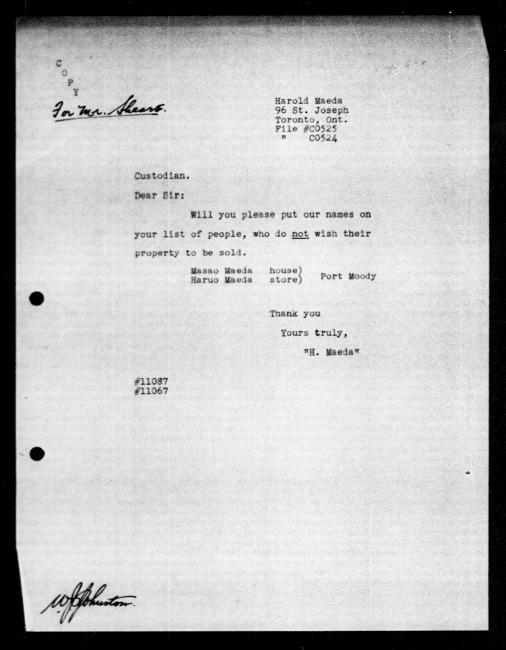 COPY
For Mr. Shears.
Harold Maeda
96 St. Joseph
Toronto, Ont.
File #C0525
" C0524
Custodian.
Dear Sir:
Will you please put our names on
your list of people, who do not wish their
property to be sold.
Masao Maeda house)
Haruo Maeda store) Port Moody
Thank you
Yours truly,
"H. Maeda"
#11087
#11067
W.J. Johnston.